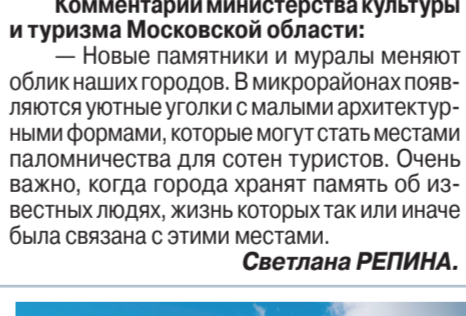 Комментарий министерства культуры
и туризма Московской области:
— Новые памятники и муралы меняют
облик наших городов. В микрорайонах появ-
ляются уютные уголки с малыми архитектур-
ными формами, которые могут стать местами
паломничества для сотен туристов. Очень
важно, когда города хранят память об из-
вестных людях, жизнь которых так или иначе
была связана с этими местами.
Светлана РЕПИНА.